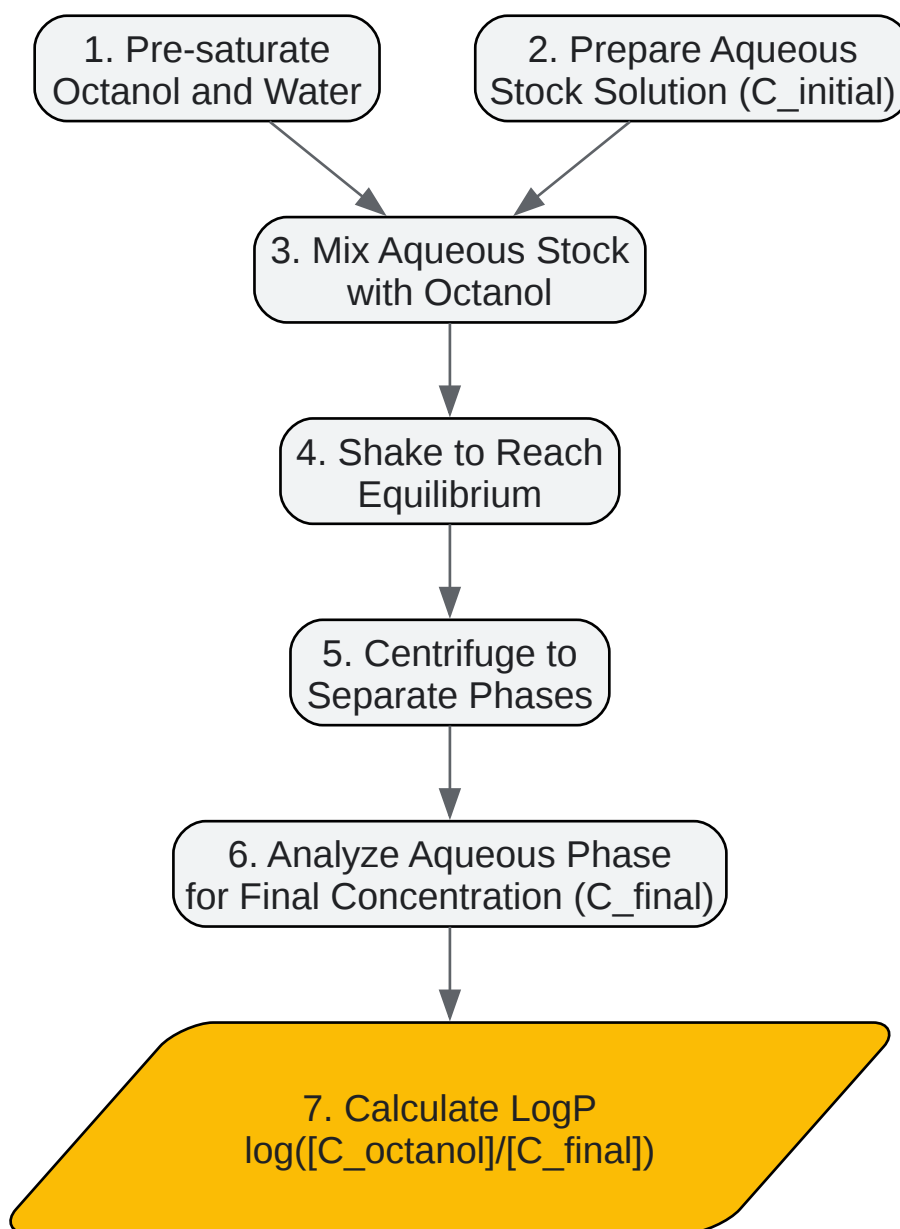 1. Pre-saturate
Octanol and Water
2. Prepare Aqueous
Stock Solution (C_initial)
3. Mix Aqueous Stock
with Octanol
4. Shake to Reach
Equilibrium
5. Centrifuge to
Separate Phases
6. Analyze Aqueous Phase
for Final Concentration (C_final)
7. Calculate LogP
log([C_octanol]/[C_final])